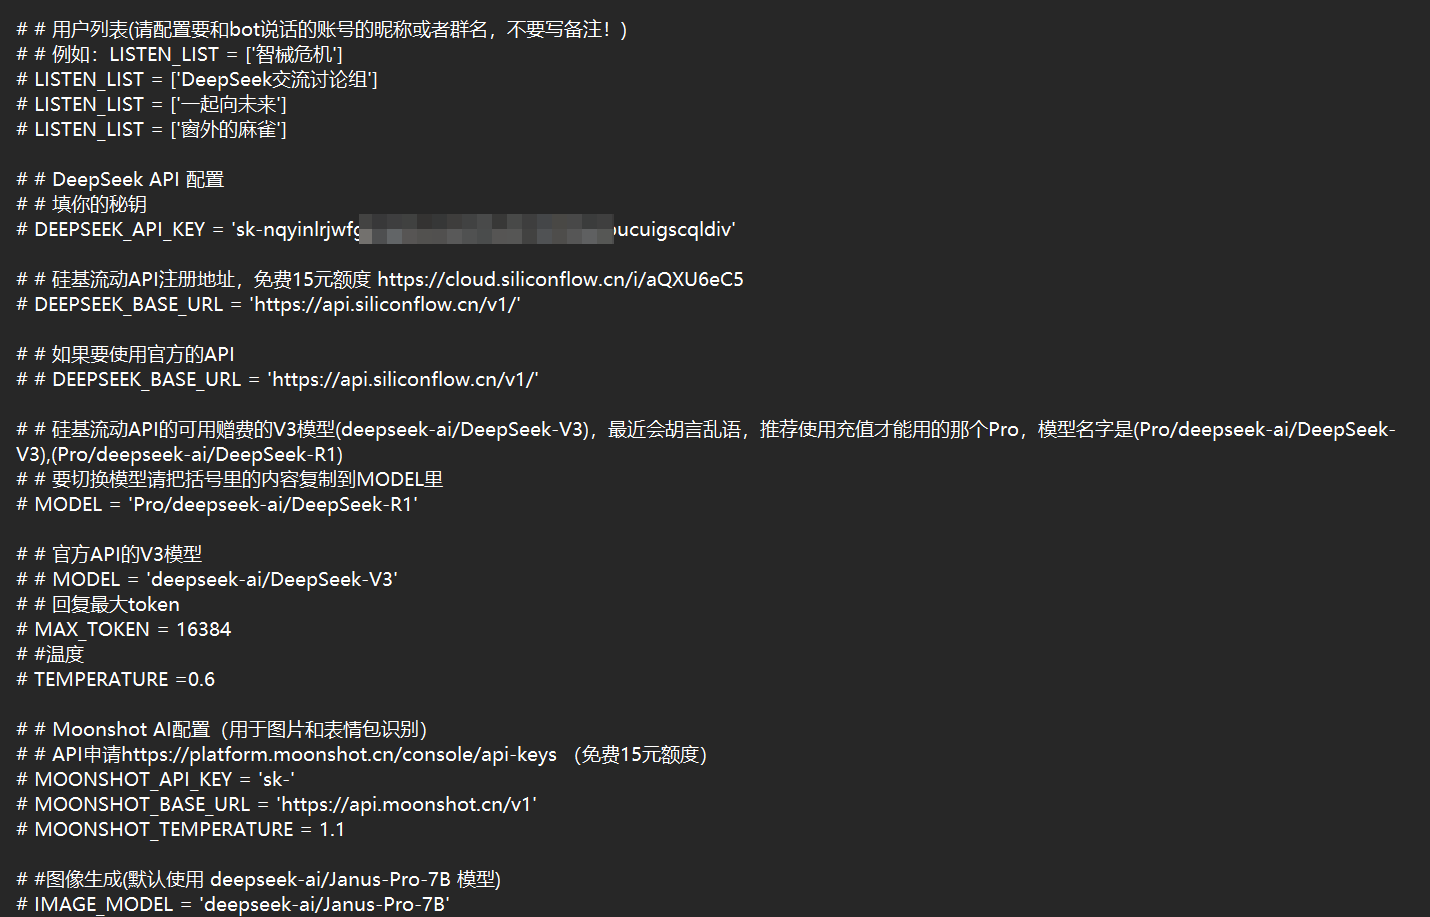 # # 用户列表(请配置要和bot说话的账号的昵称或者群名，不要写备注！)
# # 例如：LISTEN_LIST = ['智械危机']
# LISTEN_LIST = ['DeepSeek交流讨论组']
# LISTEN_LIST = ['一起向未来']
# LISTEN_LIST = ['窗外的麻雀']
# # DeepSeek API 配置
# # 填你的秘钥
# DEEPSEEK_API_KEY = 'sk-nqyinlrjwfg ucuigscqldiv'
# # 硅基流动API注册地址，免费15元额度 https://cloud.siliconflow.cn/i/aQXU6eC5
# DEEPSEEK_BASE_URL = 'https://api.siliconflow.cn/v1/'
# # 如果要使用官方的API
# # DEEPSEEK_BASE_URL = 'https://api.siliconflow.cn/v1/'
# # 硅基流动API的可用赠费的V3模型(deepseek-ai/DeepSeek-V3)，最近会胡言乱语，推荐使用充值才能用的那个Pro，模型名字是(Pro/deepseek-ai/DeepSeek-
V3),(Pro/deepseek-ai/DeepSeek-R1)
# # 要切换模型请把括号里的内容复制到MODEL里
# MODEL = 'Pro/deepseek-ai/DeepSeek-R1'
# # 官方API的V3模型
# # MODEL = 'deepseek-ai/DeepSeek-V3'
# # 回复最大token
# MAX_TOKEN = 16384
# #温度
# TEMPERATURE =0.6
# # Moonshot AI配置（用于图片和表情包识别）
# # API申请https://platform.moonshot.cn/console/api-keys （免费15元额度）
# MOONSHOT_API_KEY = 'sk-'
# MOONSHOT_BASE_URL = 'https://api.moonshot.cn/v1'
# MOONSHOT_TEMPERATURE = 1.1
# #图像生成(默认使用 deepseek-ai/Janus-Pro-7B 模型)
# IMAGE_MODEL = 'deepseek-ai/Janus-Pro-7B'